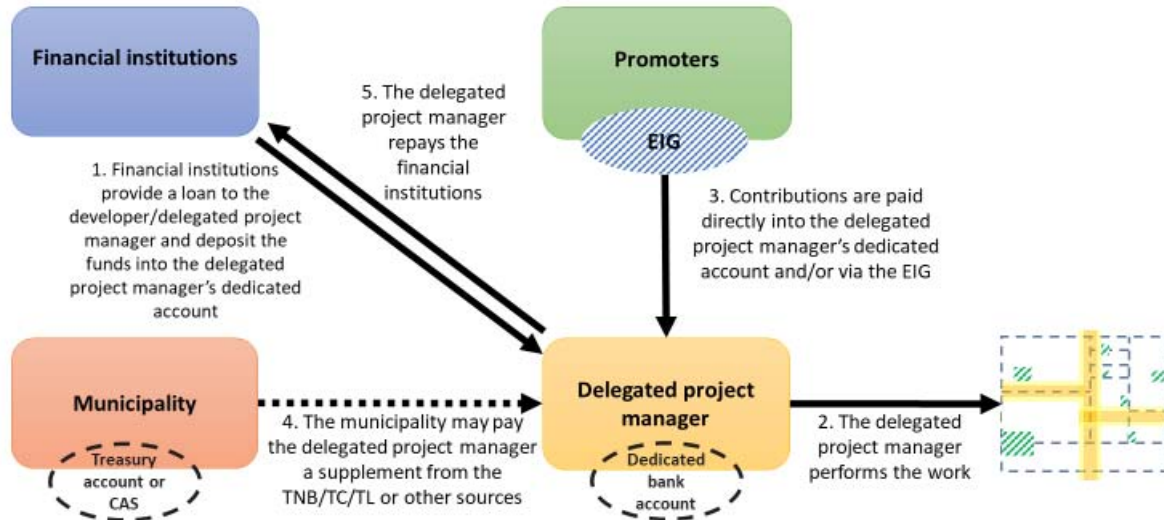 Financial institutions
Promoters
EIG
5. The delegated
project manager
repays the
financial
institutions
1. Financial institutions
provide a loan to the
developer/delegated project
manager and deposit the
funds into the delegated
project manager's dedicated
account
3. Contributions are paid
directly into the delegated
project manager's dedicated
account and/or via the EIG
Municipality
Treasury
account or
CAS
4. The municipality may pay
the delegated project manager
a supplement from the
TNB/TC/TL or other sources
Delegated project
manager
Dedicated
bank
account
2. The delegated
project manager
performs the work